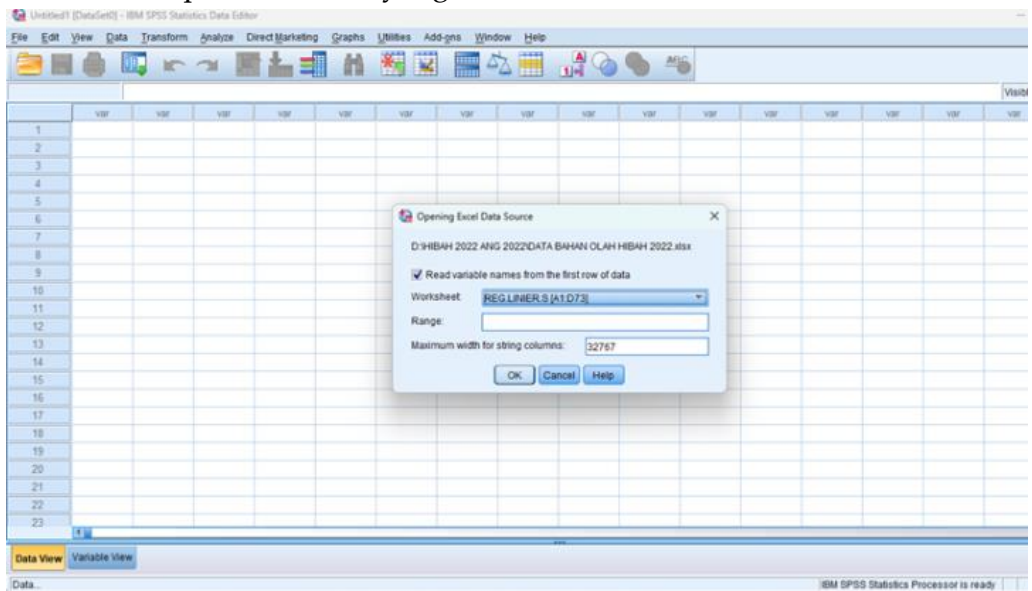 Untitled1 [DataSet0] - IBM SPSS Statistics Data Editor
File Edit View Data Transform Analyze Direct Marketing Graphs Utilities Add-ons Window Help
Visible
var var var var var var var var var var var var var var var
1
2
3
4
5
6
7
8
9
10
11
12
13
14
15
16
17
18
19
20
21
22
23
Opening Excel Data Source
D:\HIBAH 2022 ANG 2022\DATA BAHAN OLAH HIBAH 2022.xlsx
Read variable names from the first row of data
Worksheet: REG.LINIER.S [A1:D73]
Range:
Maximum width for string columns: 32767
OK Cancel Help
Data View Variable View
Data...
IBM SPSS Statistics Processor is ready